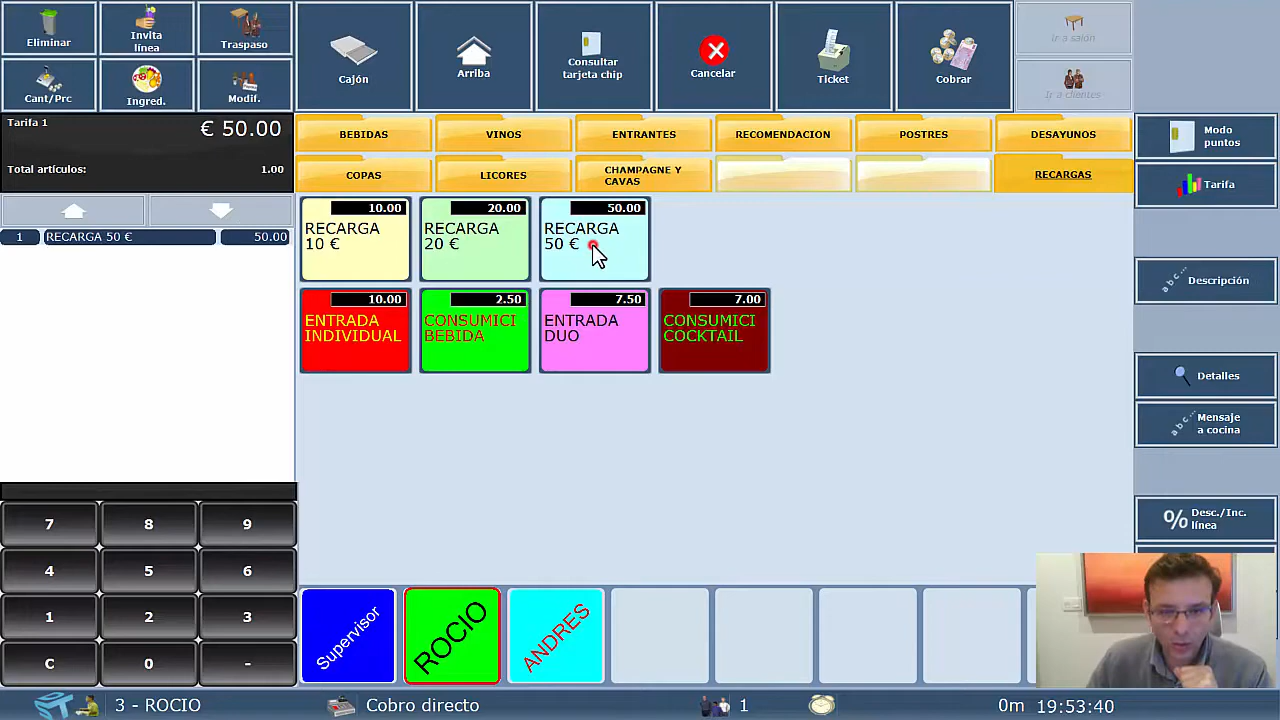 Eliminar
Invita
línea
Traspaso
Cajón
Arriba
Consultar
tarjeta chip
Cancelar
Ticket
Cobrar
Ir a salón
Cant/Prc
Ingred.
Modif.
Ir a clientes
Tarifa 1
€ 50.00
Total artículos:
1.00
BEBIDAS
VINOS
ENTRANTES
RECOMENDACION
POSTRES
DESAYUNOS
COPAS
LICORES
CHAMPAGNE Y
CAVAS
RECARGAS
Modo
puntos
Tarifa
1 RECARGA 50 € 50.00
10.00
RECARGA
10 €
20.00
RECARGA
20 €
50.00
RECARGA
50 €
10.00
ENTRADA
INDIVIDUAL
2.50
CONSUMICI
BEBIDA
7.50
ENTRADA
DUO
7.00
CONSUMICI
COCKTAIL
abc...
Descripción
Detalles
abc...
Mensaje
a cocina
% Desc./Inc.
línea
7 8 9
4 5 6
1 2 3
C 0 -
Supervisor
ROCIO
ANDRES
3 - ROCIO
Cobro directo
1
0m 19:53:40